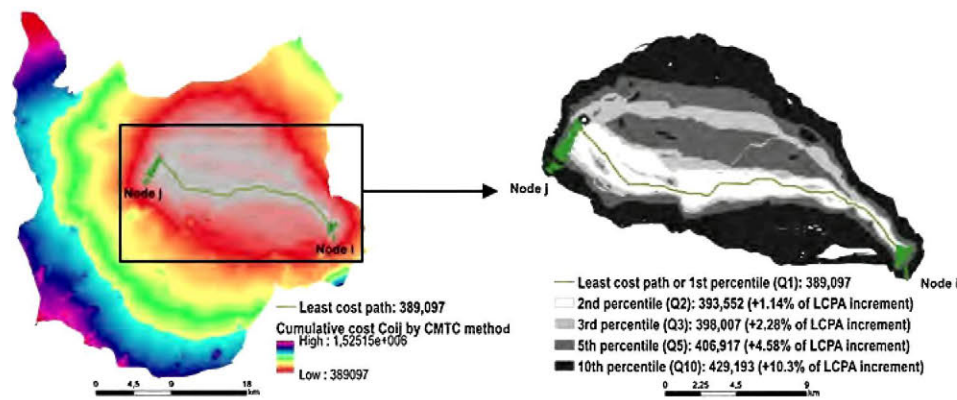 Node j
Node i
Least cost path: 389,097
Cumulative cost Coij by CMTC method
High : 1,52515e+006
Low : 389097
0 4,5 9 18
km
Node j
Node i
Least cost path or 1st percentile (Q1): 389,097
2nd percentile (Q2): 393,552 (+1.14% of LCPA increment)
3rd percentile (Q3): 398,007 (+2.28% of LCPA increment)
5th percentile (Q5): 406,917 (+4.58% of LCPA increment)
10th percentile (Q10): 429,193 (+10.3% of LCPA increment)
0 2,25 4,5 9
km